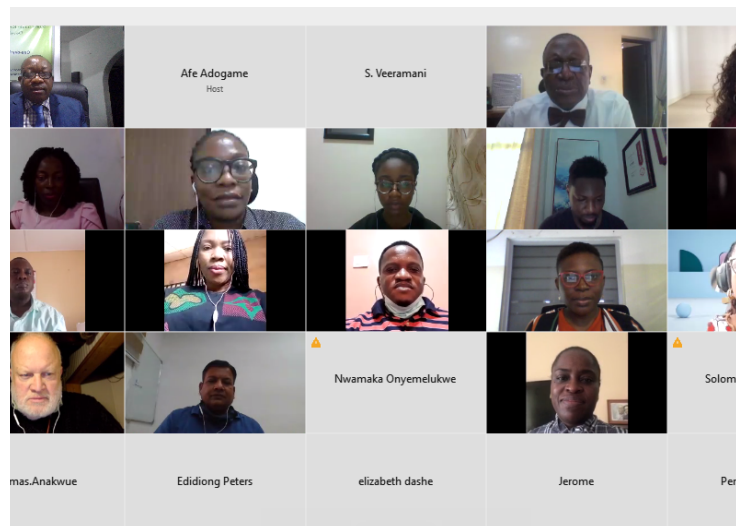 Afe Adogame
Host
S. Veeramani
Nwamaka Onyemelukwe
Solom
mas.Anakwue
Edidiong Peters
elizabeth dashe
Jerome
Per